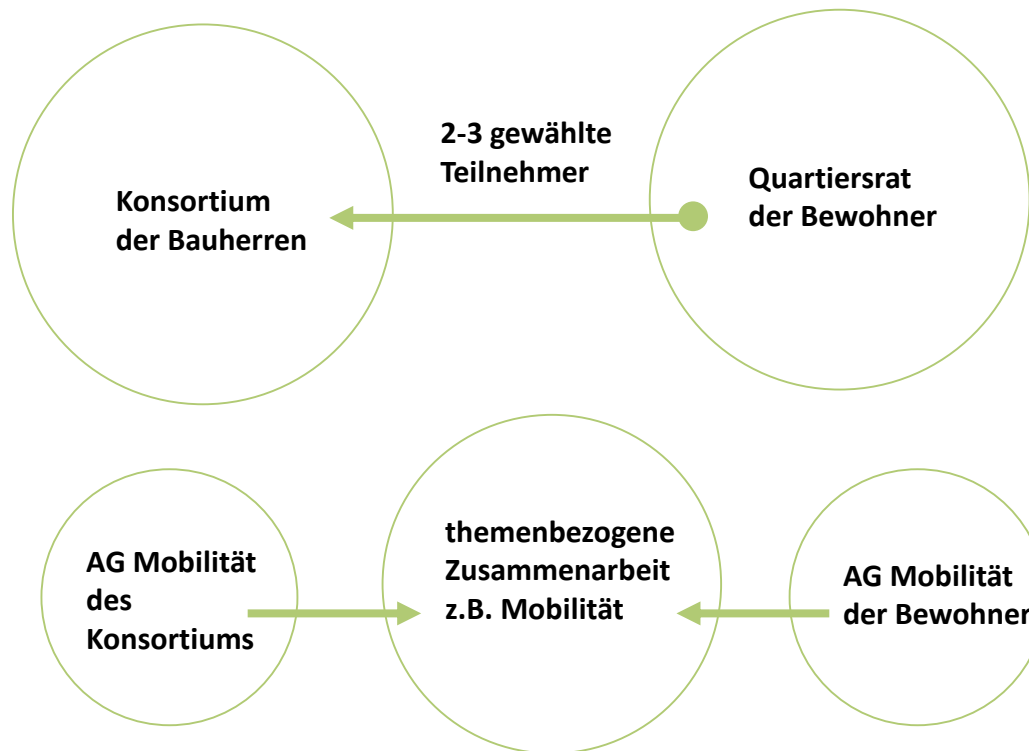 2-3 gewählte
Teilnehmer
Konsortium
der Bauherren
Quartiersrat
der Bewohner
AG Mobilität
des
Konsortiums
themenbezogene
Zusammenarbeit
z.B. Mobilität
AG Mobilität
der Bewohner